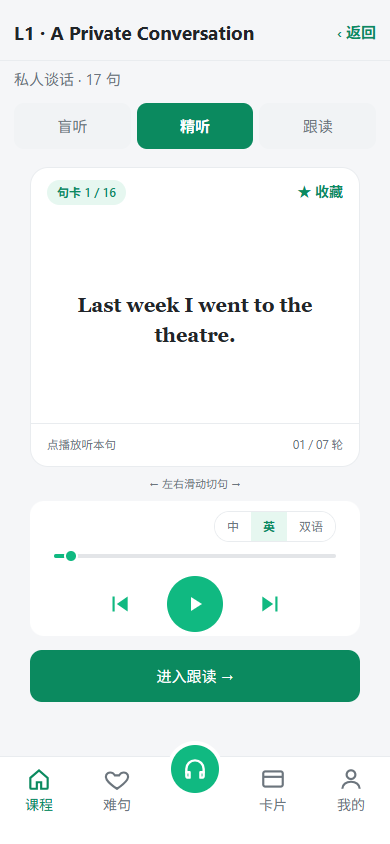 L1 · A Private Conversation
‹ 返回
私人谈话 · 17 句
盲听
精听
跟读
句卡 1 / 16
★ 收藏
Last week I went to the
theatre.
点播放听本句
01 / 07 轮
← 左右滑动切句 →
中
英
双语
进入跟读 →
课程
难句
卡片
我的